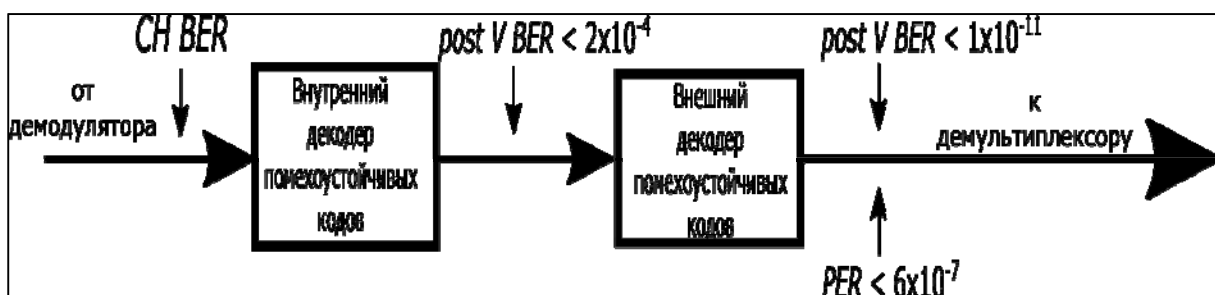 CH BER
post V BER < 2x10⁻⁴
post V BER < 1x10⁻¹¹
от
демодулятора
Внутренний
декодер
помехоустойчивых
кодов
Внешний
декодер
помехоустойчивых
кодов
к
демультиплексору
PER < 6x10⁻⁷